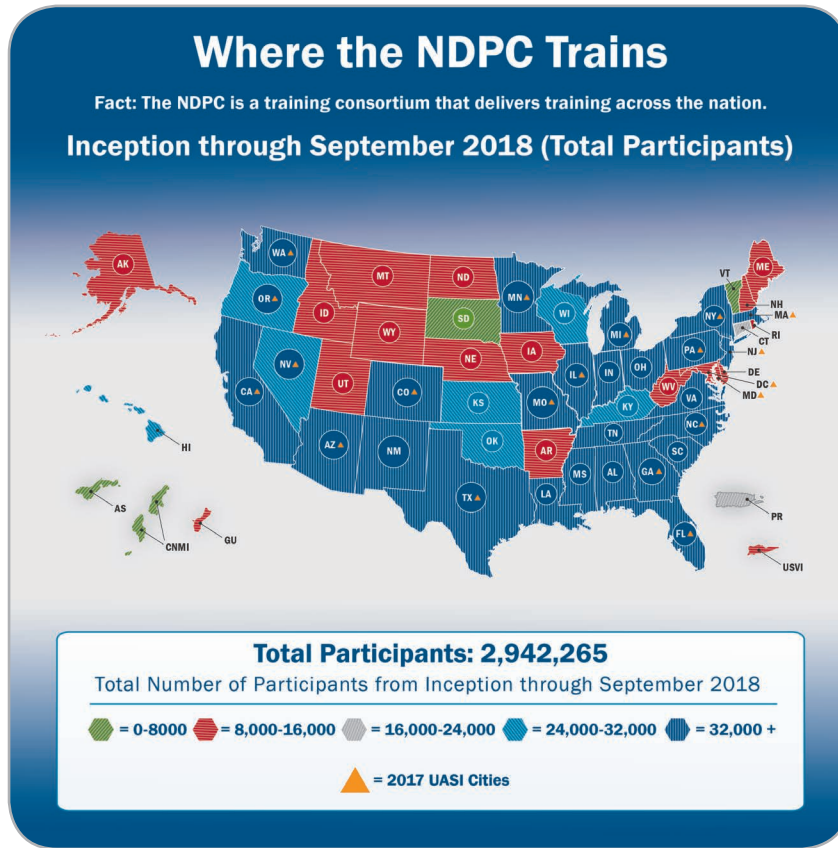 Where the NDPC Trains
Fact: The NDPC is a training consortium that delivers training across the nation.
Inception through September 2018 (Total Participants)
AK
WA
OR
CA
NV
ID
MT
WY
UT
AZ
CO
NM
ND
SD
NE
KS
OK
TX
MN
IA
MO
AR
LA
WI
IL
MI
IN
OH
KY
TN
MS
AL
GA
FL
SC
NC
VA
WV
PA
NY
VT
ME
NH
MA
RI
CT
NJ
DE
DC
MD
HI
AS
CNMI
GU
PR
USVI
Total Participants: 2,942,265
Total Number of Participants from Inception through September 2018
= 0-8000 = 8,000-16,000 = 16,000-24,000 = 24,000-32,000 = 32,000 +
= 2017 UASI Cities